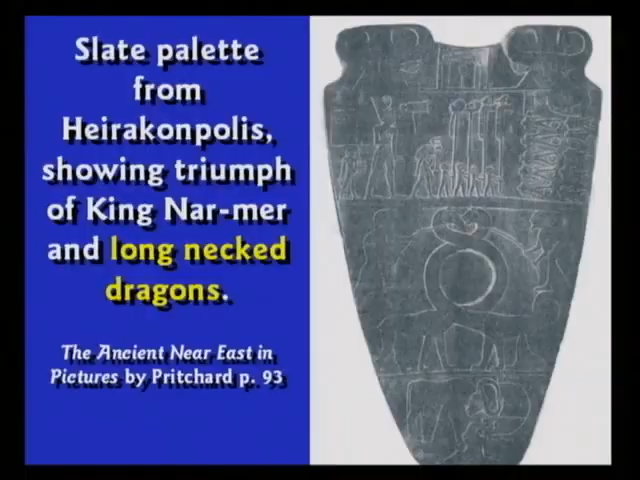 Slate palette
from
Heirakonpolis,
showing triumph
of King Nar-mer
and long necked
dragons.
The Ancient Near East in
Pictures by Pritchard p. 93